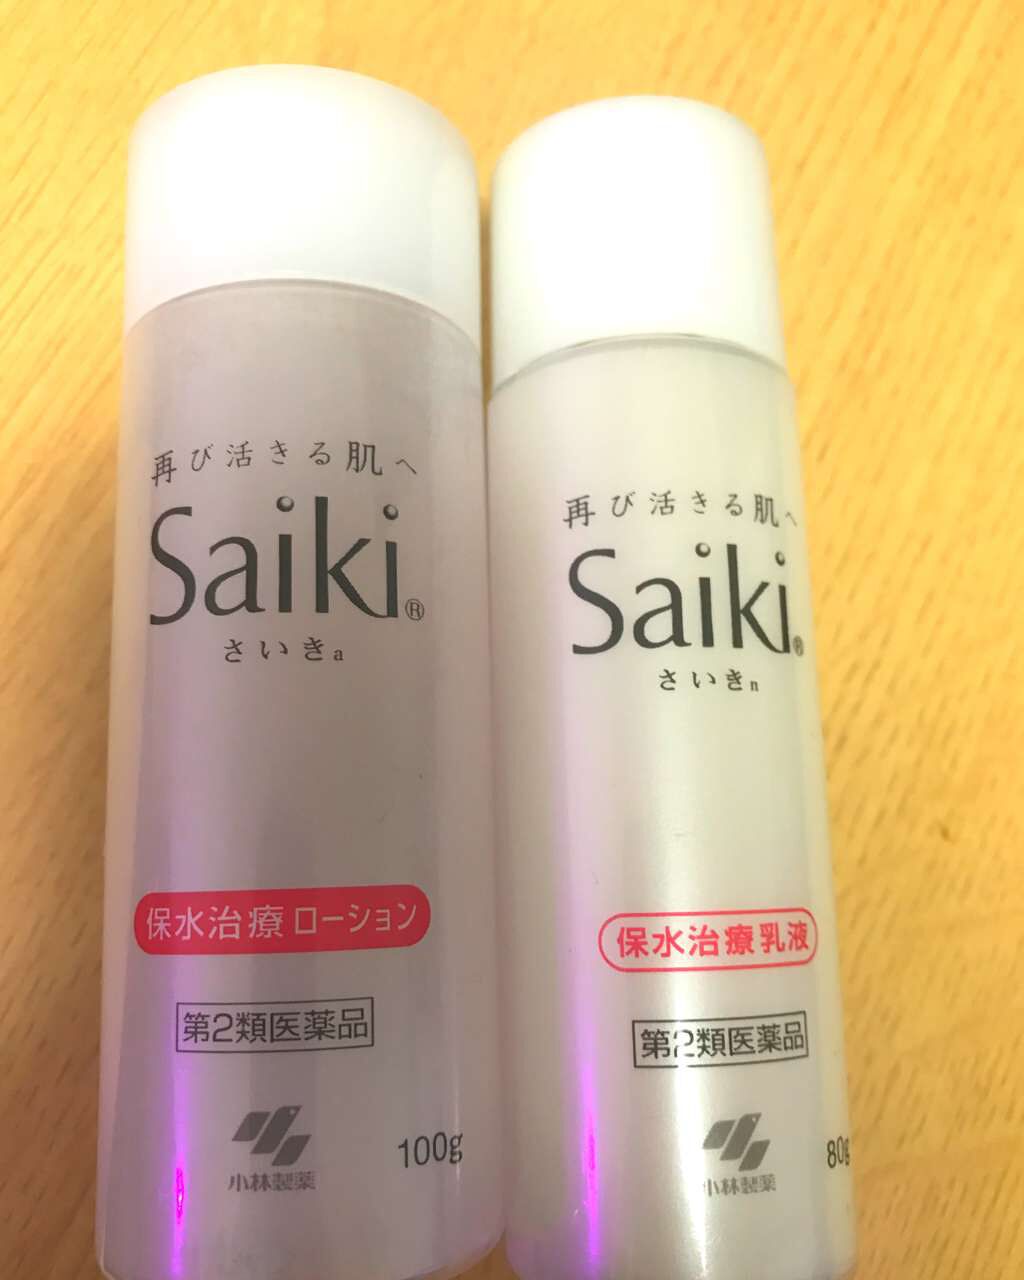 再び活きる肌へ
Saiki®
さいきa
保水治療ローション
第2類医薬品
小林製薬
100g
再び活きる肌へ
Saiki®
さいきn
保水治療乳液
第2類医薬品
小林製薬
80g